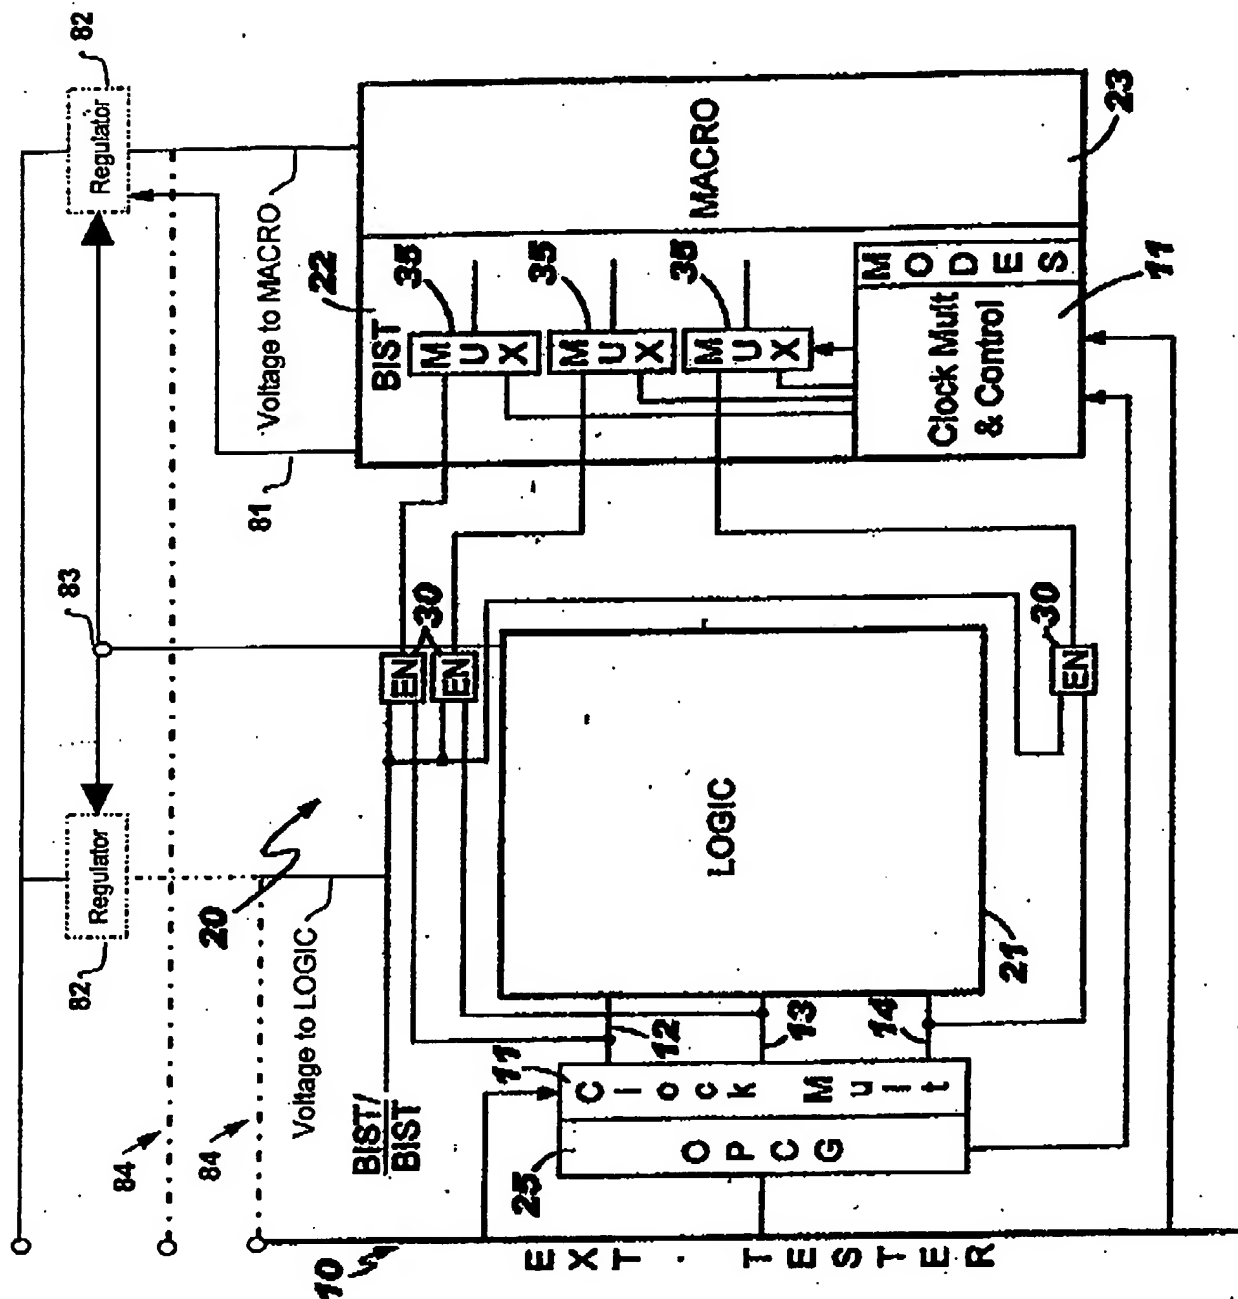 82
Regulator
83
Regulator
82
84
84
20
Voltage to LOGIC
81
Voltage to MACRO
10
BIST/
BIST
EN
EN
30
22
BIST
MUX
35
MUX
35
MUX
35
MACRO
23
25
OPCG
11
Clock Mult
12
13
14
LOGIC
21
EN
30
Clock Mult
& Control
MODES
11
EXT. TESTER